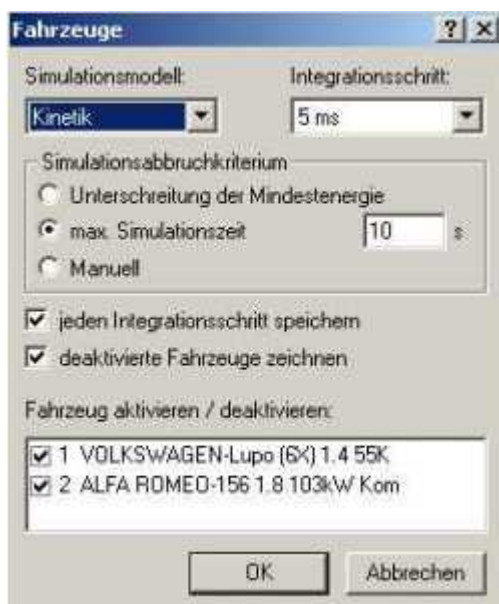 Fahrzeuge
Simulationsmodell: Integrationsschritt:
Kinetik 5 ms
Simulationsabbruchkriterium
Unterschreitung der Mindestenergie
max. Simulationszeit 10 s
Manuell
jeden Integrationsschritt speichern
deaktivierte Fahrzeuge zeichnen
Fahrzeug aktivieren / deaktivieren:
1 VOLKSWAGEN-Lupo (6X) 1.4 55K
2 ALFA ROMEO-156 1.8 103kW Kom
OK Abbrechen